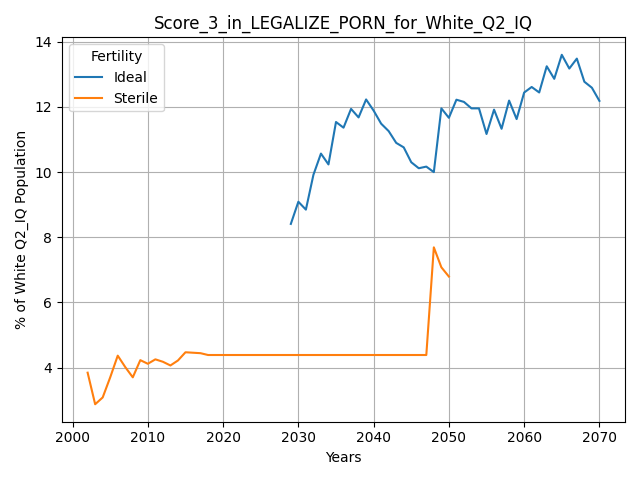 Score_3_in_LEGALIZE_PORN_for_White_Q2_IQ
Fertility
Ideal
Sterile
% of White Q2_IQ Population
14
12
10
8
6
4
2000 2010 2020 2030 2040 2050 2060 2070
Years